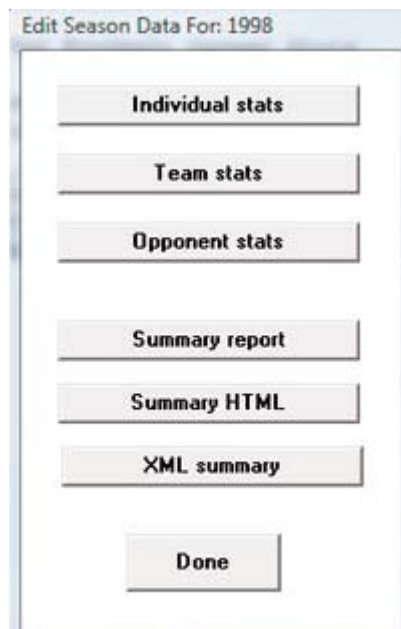 Edit Season Data For: 1998
Individual stats
Team stats
Opponent stats
Summary report
Summary HTML
XML summary
Done